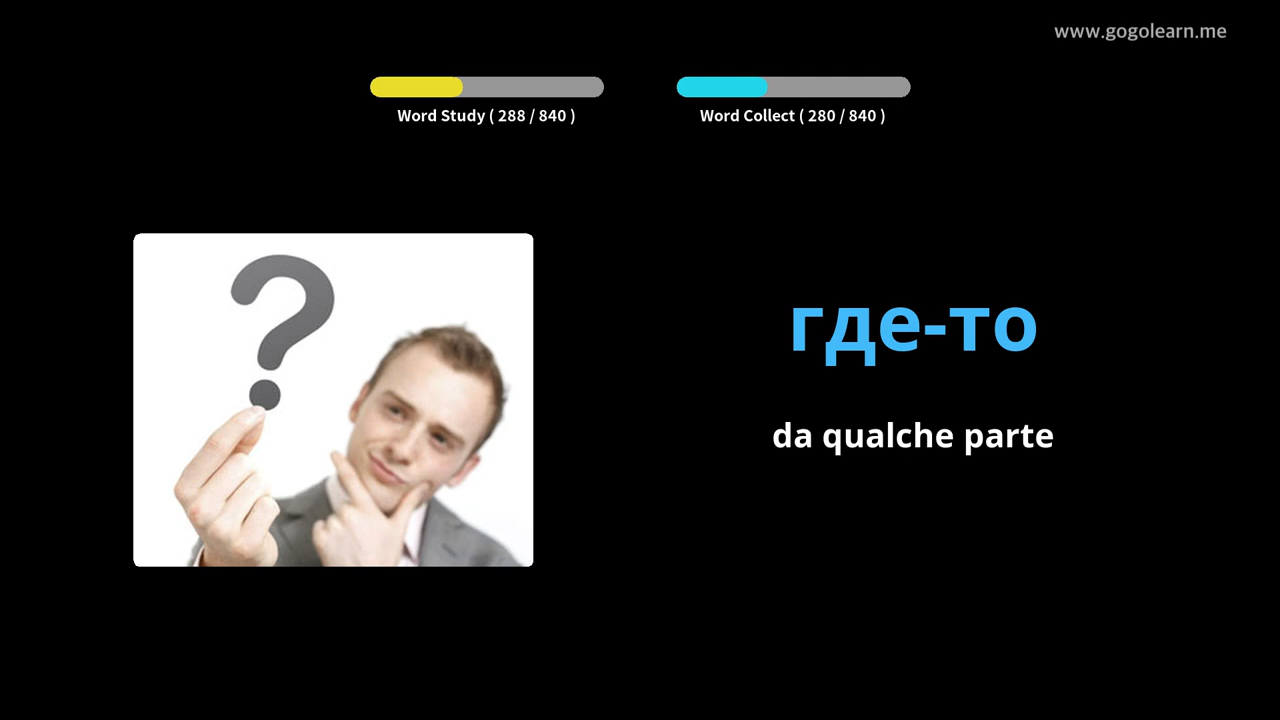 www.gogolearn.me
Word Study ( 288 / 840 )
Word Collect ( 280 / 840 )
?
где-то
da qualche parte